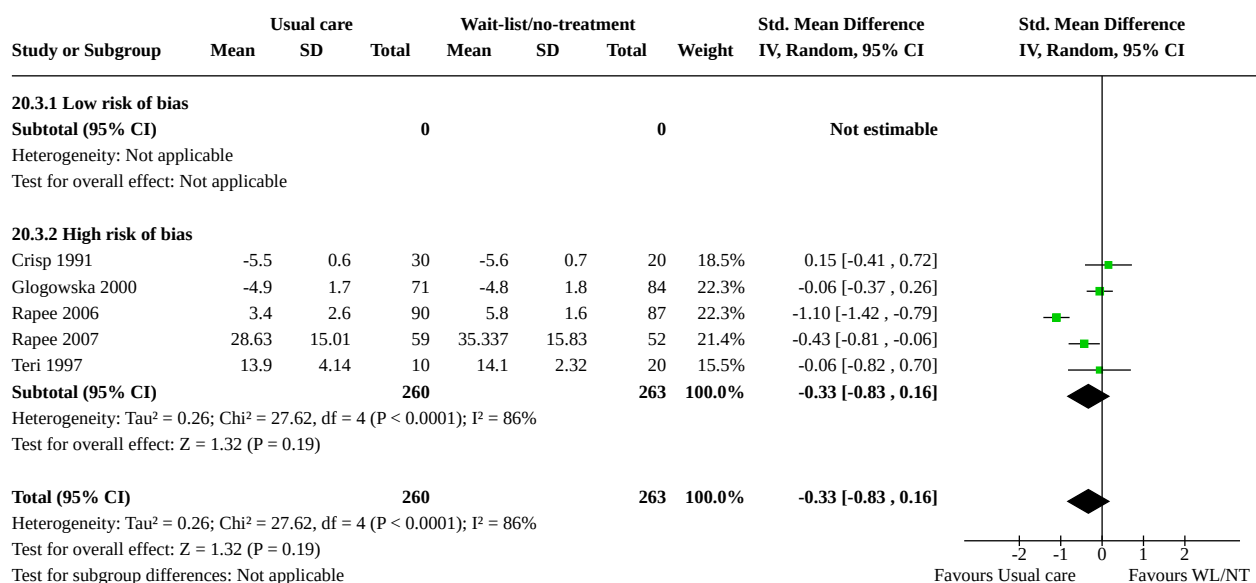 Usual care Wait-list/no-treatment Std. Mean Difference Std. Mean Difference
Study or Subgroup Mean SD Total Mean SD Total Weight IV, Random, 95% CI IV, Random, 95% CI
20.3.1 Low risk of bias
Subtotal (95% CI) 0 0 Not estimable
Heterogeneity: Not applicable
Test for overall effect: Not applicable
20.3.2 High risk of bias
Crisp 1991 -5.5 0.6 30 -5.6 0.7 20 18.5% 0.15 [-0.41 , 0.72]
Glogowska 2000 -4.9 1.7 71 -4.8 1.8 84 22.3% -0.06 [-0.37 , 0.26]
Rapee 2006 3.4 2.6 90 5.8 1.6 87 22.3% -1.10 [-1.42 , -0.79]
Rapee 2007 28.63 15.01 59 35.337 15.83 52 21.4% -0.43 [-0.81 , -0.06]
Teri 1997 13.9 4.14 10 14.1 2.32 20 15.5% -0.06 [-0.82 , 0.70]
Subtotal (95% CI) 260 263 100.0% -0.33 [-0.83 , 0.16]
Heterogeneity: Tau² = 0.26; Chi² = 27.62, df = 4 (P < 0.0001); I² = 86%
Test for overall effect: Z = 1.32 (P = 0.19)
Total (95% CI) 260 263 100.0% -0.33 [-0.83 , 0.16]
Heterogeneity: Tau² = 0.26; Chi² = 27.62, df = 4 (P < 0.0001); I² = 86%
Test for overall effect: Z = 1.32 (P = 0.19) -2 -1 0 1 2
Test for subgroup differences: Not applicable Favours Usual care Favours WL/NT